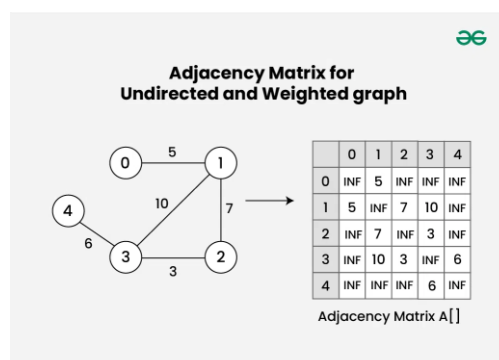 Adjacency Matrix for
Undirected and Weighted graph
0 5 1
4 10 7
6 3 3 2
0 1 2 3 4
0 INF 5 INF INF INF
1 5 INF 7 10 INF
2 INF 7 INF 3 INF
3 INF 10 3 INF 6
4 INF INF INF 6 INF
Adjacency Matrix A[]